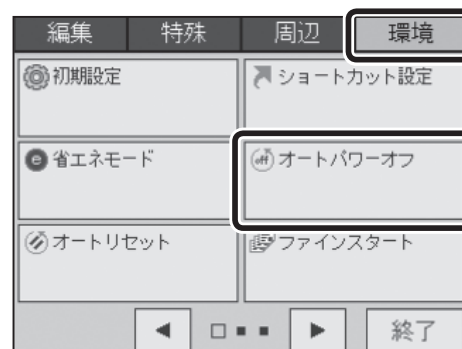 編集 特殊 周辺 環境
初期設定 ショートカット設定
省エネモード オートパワーオフ
オートリセット ファインスタート
終了